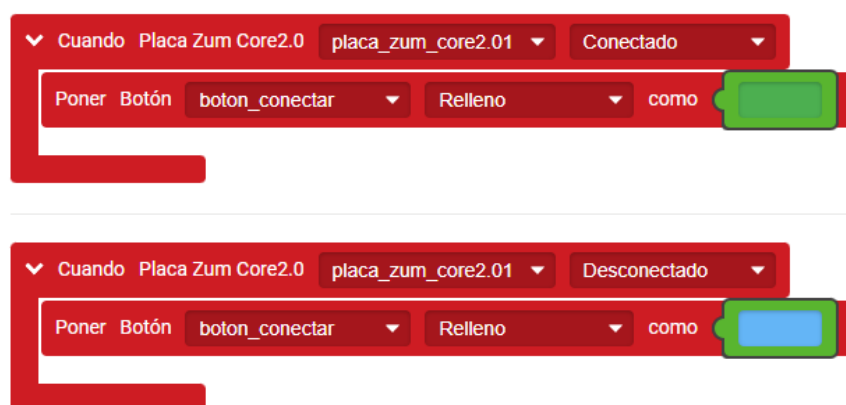 Cuando Placa Zum Core2.0 placa_zum_core2.01 Conectado
Poner Botón boton_conectar Relleno como
Cuando Placa Zum Core2.0 placa_zum_core2.01 Desconectado
Poner Botón boton_conectar Relleno como